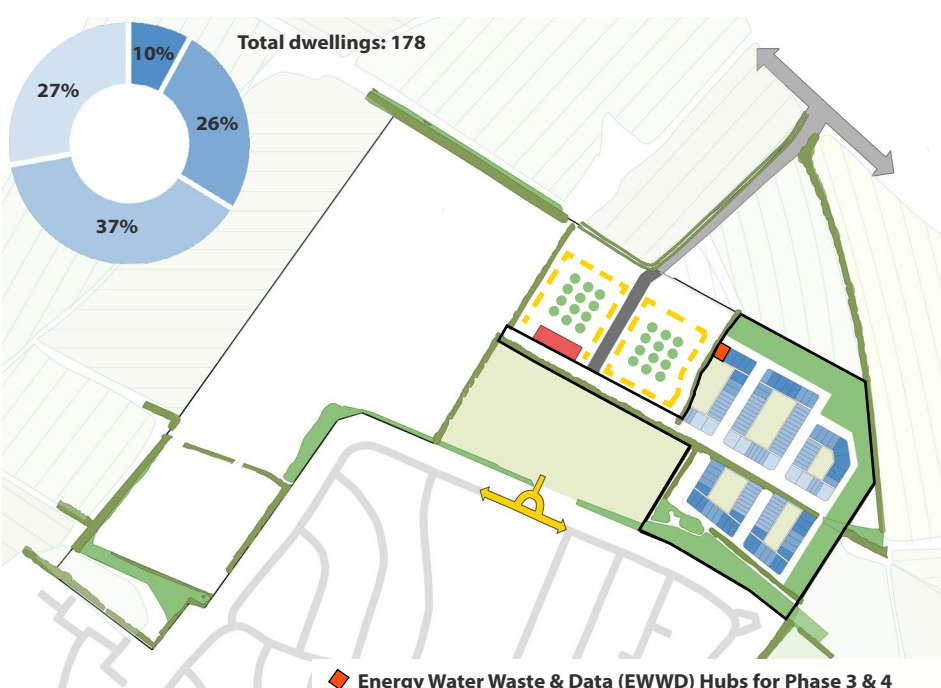 Total dwellings: 178
10%
27%
26%
37%
Energy Water Waste & Data (EWWD) Hubs for Phase 3 & 4